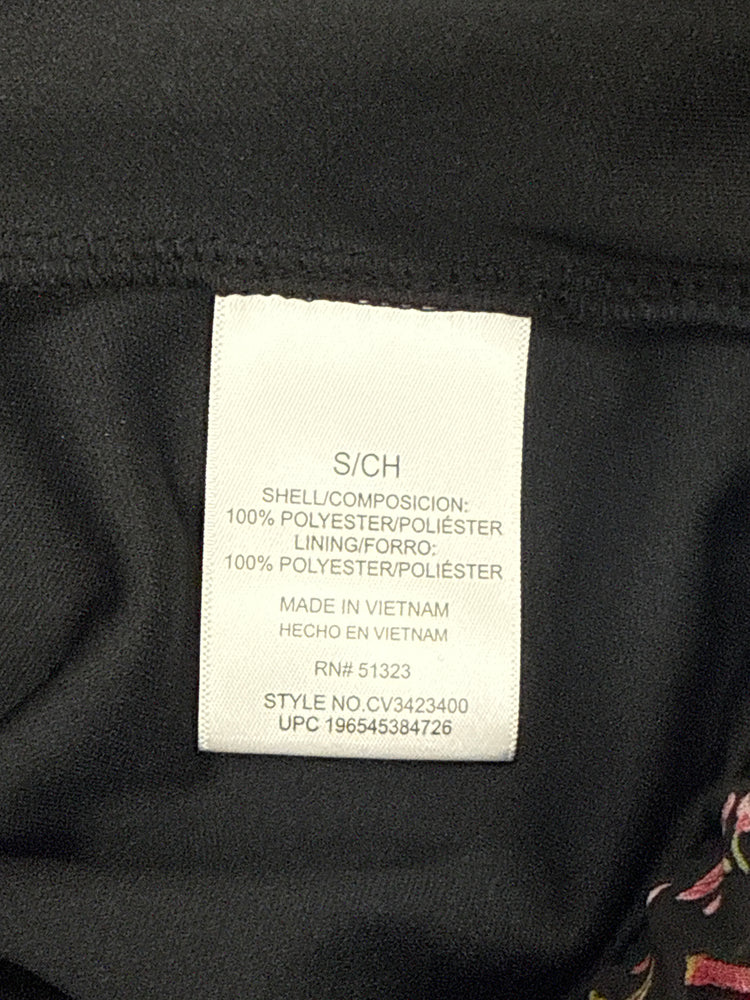 S/CH
SHELL/COMPOSICION:
100% POLYESTER/POLIÉSTER
LINING/FORRO:
100% POLYESTER/POLIÉSTER
MADE IN VIETNAM
HECHO EN VIETNAM
RN# 51323
STYLE NO.CV3423400
UPC 196545384726